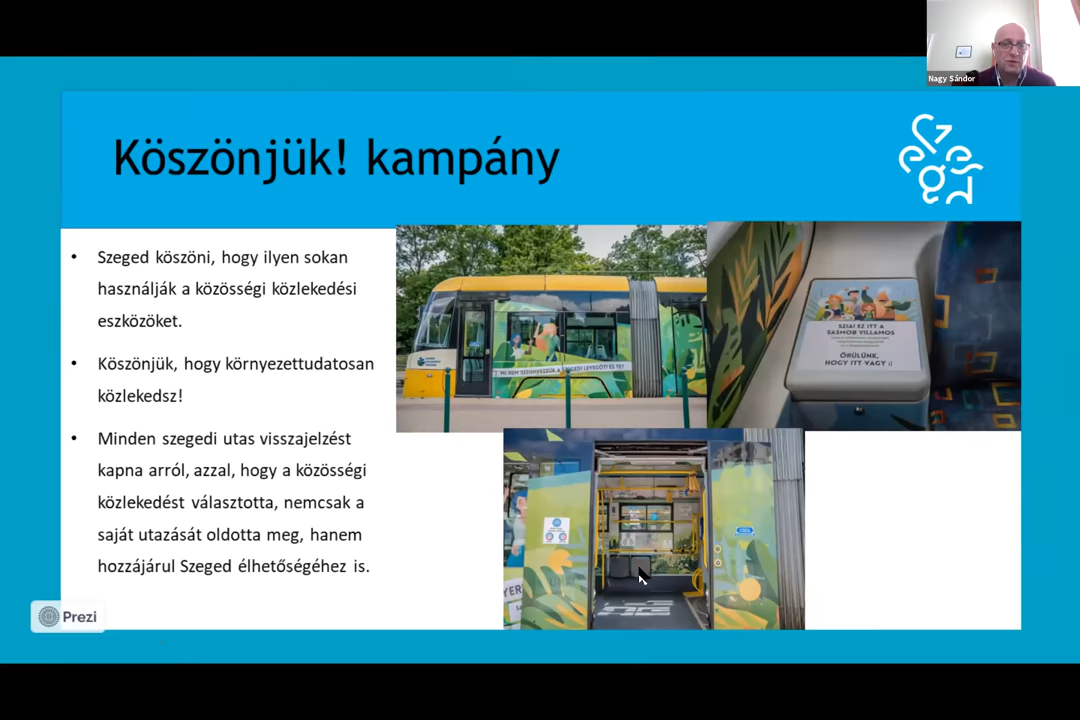 Nagy Sándor
Köszönjük! kampány
Szeged
• Szeged köszöni, hogy ilyen sokan
használják a közösségi közlekedési
eszközöket.
• Köszönjük, hogy környezettudatosan
közlekedsz!
• Minden szegedi utas visszajelzést
kapna arról, azzal, hogy a közösségi
közlekedést választotta, nemcsak a
saját utazását oldotta meg, hanem
hozzájárul Szeged élhetőségéhez is.
SZIA! EZ ITT A
SASMOB VILLAMOS
ÖRÜLÜNK,
HOGY ITT VAGY :)
Prezi